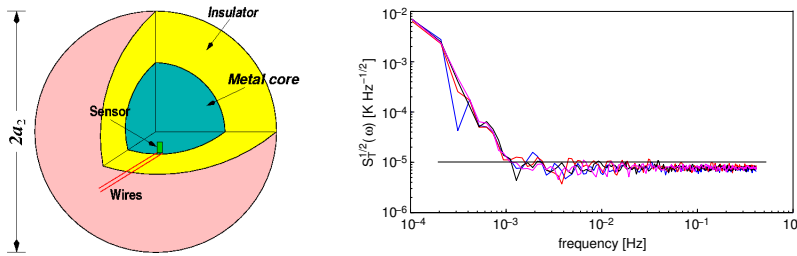 Insulator
Metal core
Sensor
Wires
2a₂
S_T^{1/2}(ω) [K Hz^{-1/2}]
10⁻²
10⁻³
10⁻⁴
10⁻⁵
10⁻⁶
10⁻⁴ 10⁻³ 10⁻² 10⁻¹ 10
frequency [Hz]